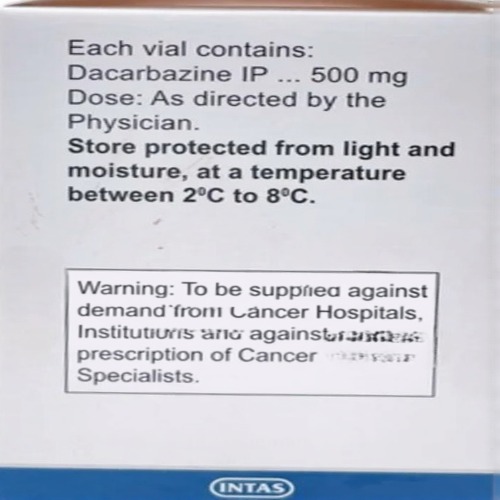 Each vial contains:
Dacarbazine IP ... 500 mg
Dose: As directed by the
Physician.
Store protected from light and
moisture, at a temperature
between 2ºC to 8ºC.
Warning: To be supplied against
demand from Cancer Hospitals,
Institutions and against
prescription of Cancer
Specialists.
INTAS